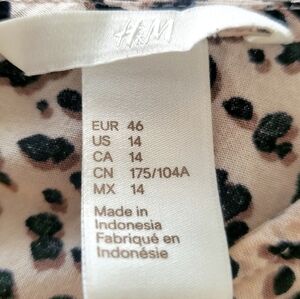 H&M
EUR 46
US 14
CA 14
CN 175/104A
MX 14
Made in
Indonesia
Fabriqué en
Indonésie